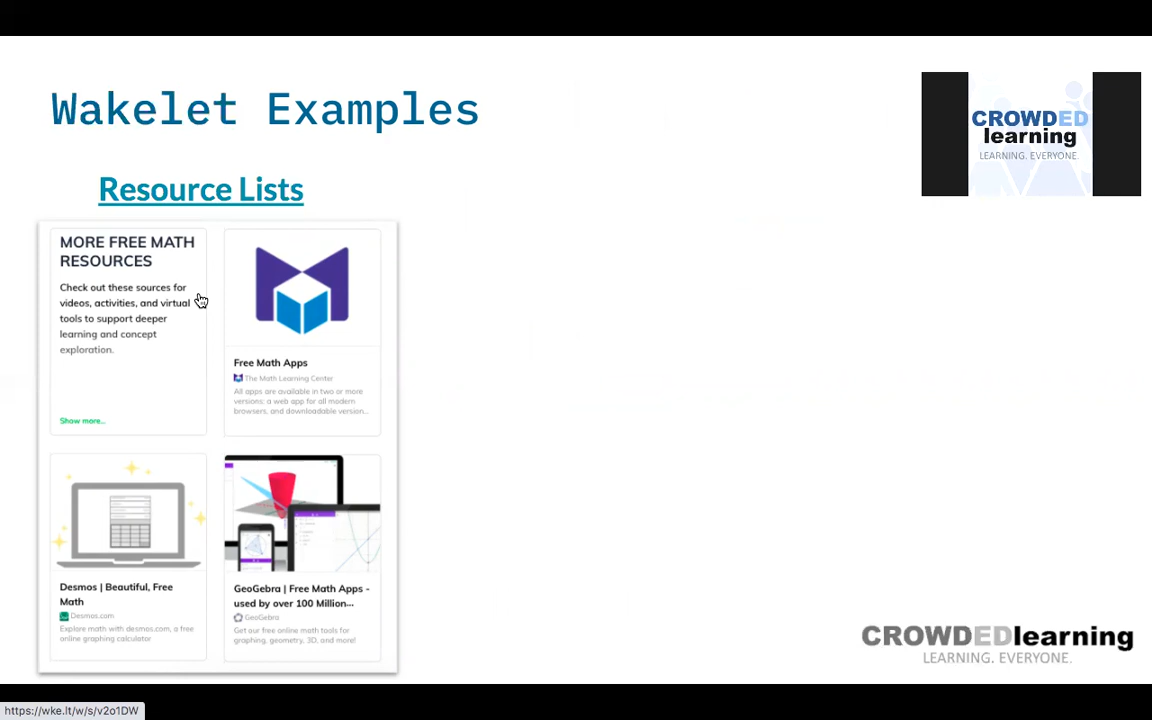 Wakelet Examples
CROWDED
learning
LEARNING. EVERYONE.
Resource Lists
MORE FREE MATH
RESOURCES
Check out these sources for
videos, activities, and virtual
tools to support deeper
learning and concept
exploration.
Show more...
Free Math Apps
The Math Learning Center
All apps are available in two or more
versions: a web app for all modern
browsers, and downloadable version...
Desmos | Beautiful, Free
Math
Desmos.com
Explore math with desmos.com, a free
online graphing calculator
GeoGebra | Free Math Apps -
used by over 100 Million...
GeoGebra
Get our free online math tools for
graphing, geometry, 3D, and more!
CROWDEDlearning
LEARNING. EVERYONE.
https://wke.lt/w/s/v2o1DW